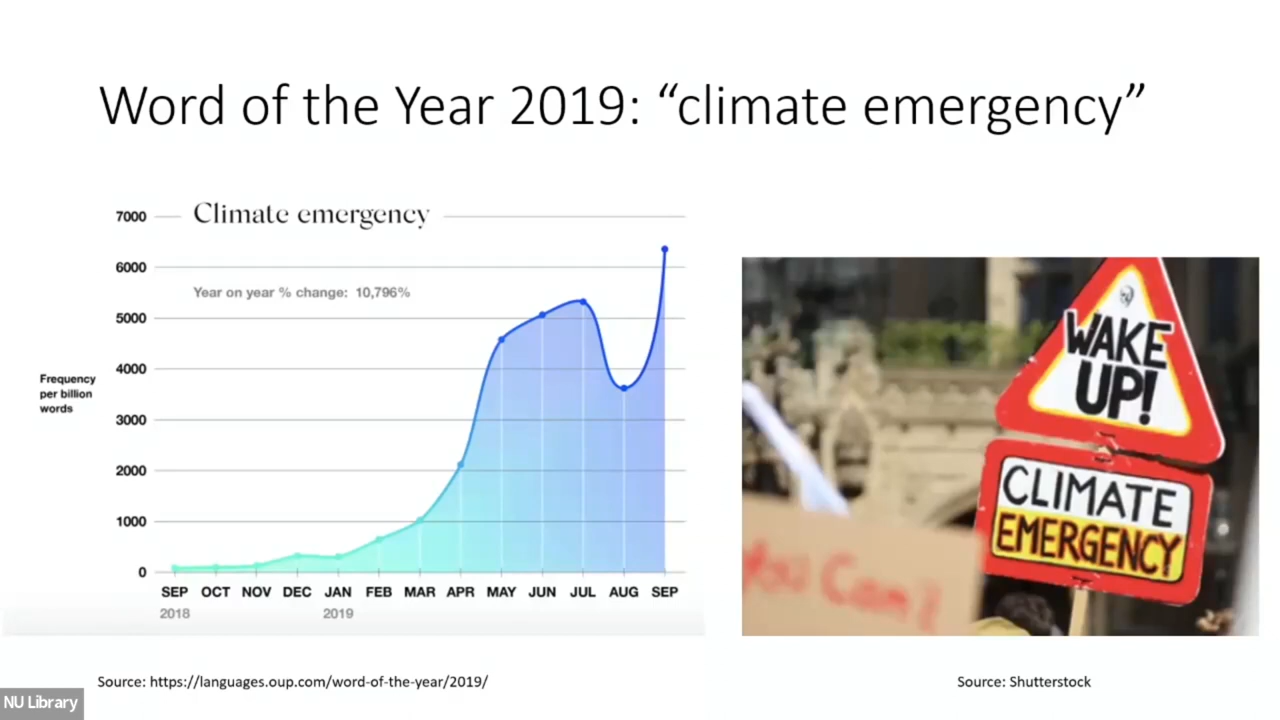 Word of the Year 2019: “climate emergency”
Climate emergency
Year on year % change: 10,796%
Frequency
per billion
words
7000
6000
5000
4000
3000
2000
1000
0
SEP OCT NOV DEC JAN FEB MAR APR MAY JUN JUL AUG SEP
2018 2019
WAKE
UP!
CLIMATE
EMERGENCY
You Can't
Source: https://languages.oup.com/word-of-the-year/2019/
Source: Shutterstock
NU Library